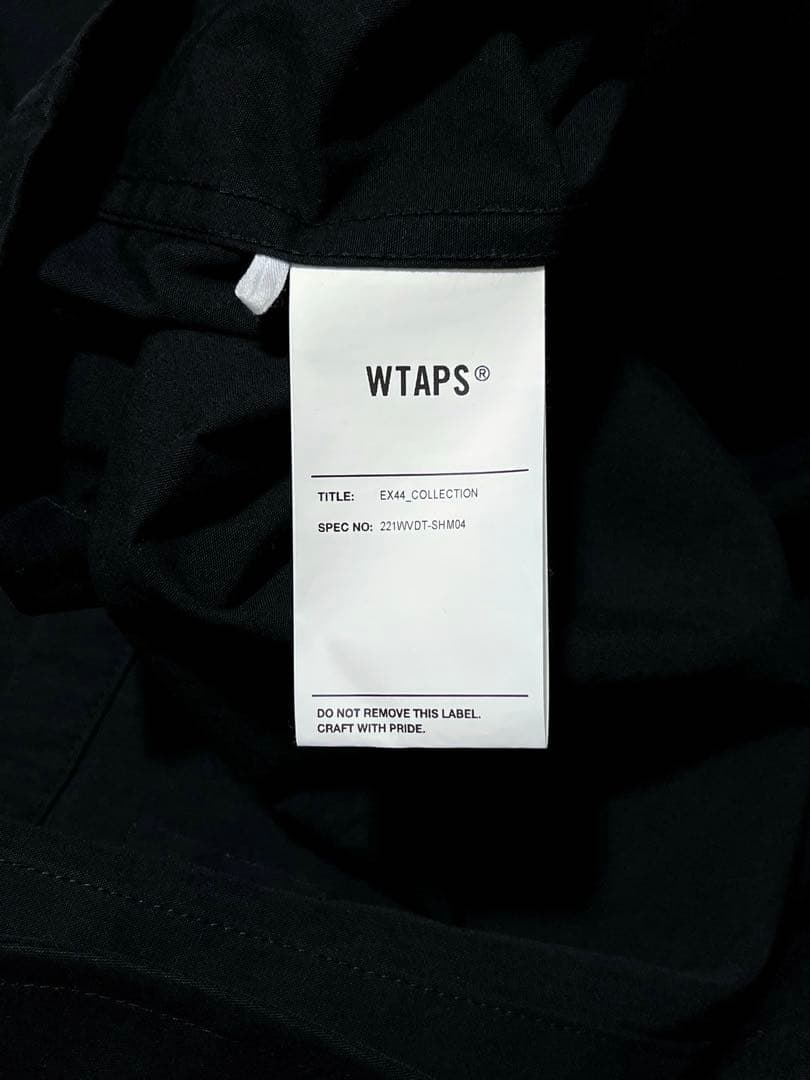 WTAPS®
TITLE: EX44_COLLECTION
SPEC NO: 221WVDT-SHM04
DO NOT REMOVE THIS LABEL.
CRAFT WITH PRIDE.